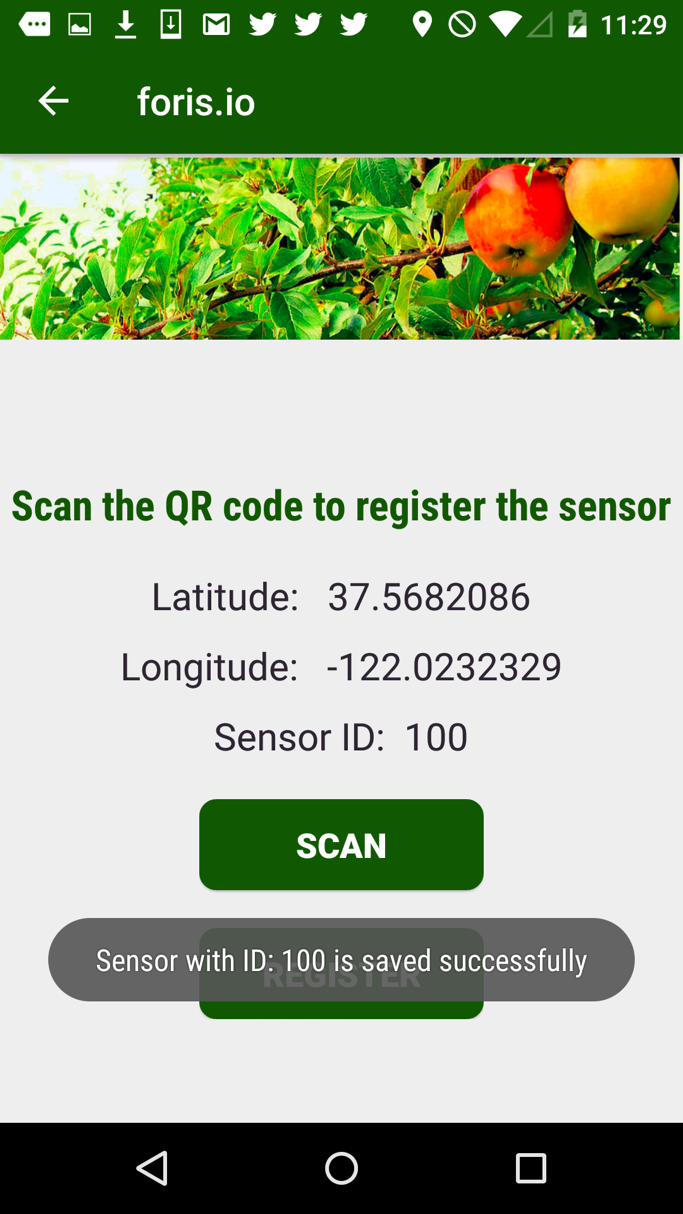 11:29
foris.io
Scan the QR code to register the sensor
Latitude: 37.5682086
Longitude: -122.0232329
Sensor ID: 100
SCAN
Sensor with ID: 100 is saved successfully
REGISTER